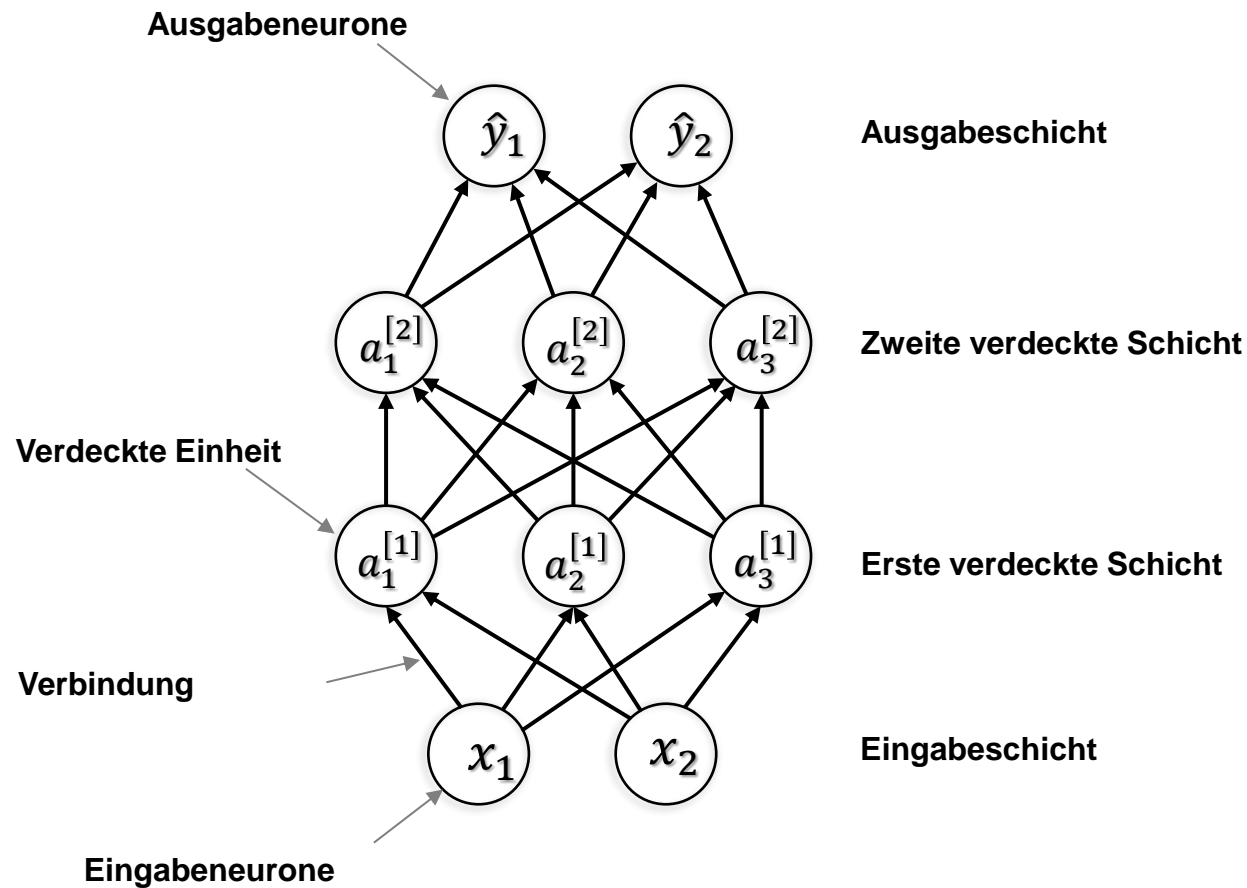 Ausgabeneurone
ŷ₁ ŷ₂ Ausgabeschicht
a₁^[2] a₂^[2] a₃^[2] Zweite verdeckte Schicht
Verdeckte Einheit
a₁^[1] a₂^[1] a₃^[1] Erste verdeckte Schicht
Verbindung
x₁ x₂ Eingabeschicht
Eingabeneurone